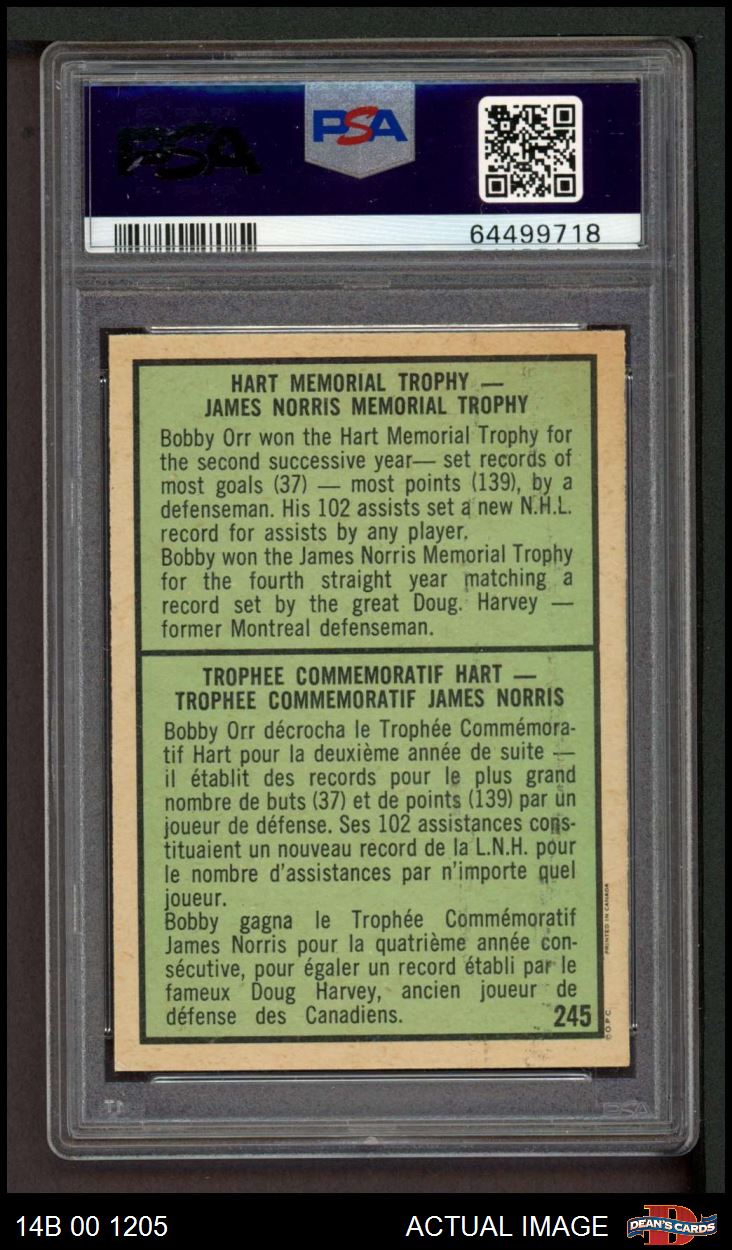 PSA
PSA
64499718
HART MEMORIAL TROPHY —
JAMES NORRIS MEMORIAL TROPHY
Bobby Orr won the Hart Memorial Trophy for
the second successive year— set records of
most goals (37) — most points (139), by a
defenseman. His 102 assists set a new N.H.L.
record for assists by any player.
Bobby won the James Norris Memorial Trophy
for the fourth straight year matching a
record set by the great Doug. Harvey —
former Montreal defenseman.
TROPHEE COMMEMORATIF HART —
TROPHEE COMMEMORATIF JAMES NORRIS
Bobby Orr décrocha le Trophée Commémora-
tif Hart pour la deuxième année de suite —
il établit des records pour le plus grand
nombre de buts (37) et de points (139) par un
joueur de défense. Ses 102 assistances cons-
tituaient un nouveau record de la L.N.H. pour
le nombre d'assistances par n'importe quel
joueur.
Bobby gagna le Trophée Commémoratif
James Norris pour la quatrième année con-
sécutive, pour égaler un record établi par le
fameux Doug Harvey, ancien joueur de
défense des Canadiens.
245
©O.P.C.
PRINTED IN CANADA
PSA
14B 00 1205
ACTUAL IMAGE
DEAN'S CARDS